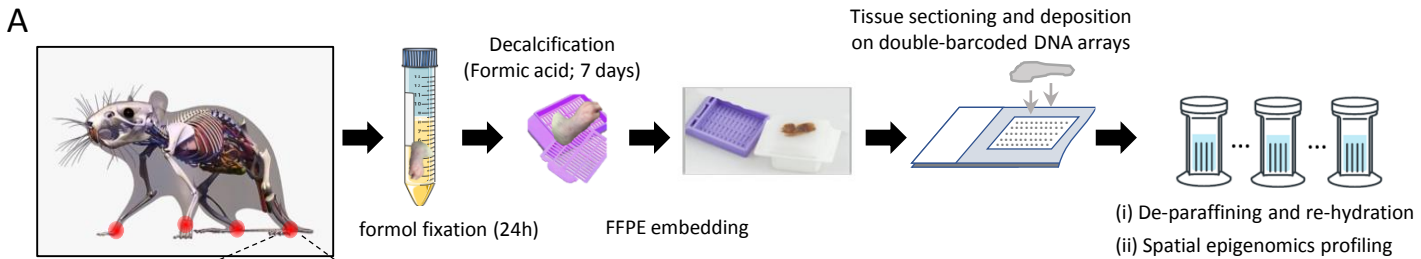 A
Tissue sectioning and deposition
on double-barcoded DNA arrays
Decalcification
(Formic acid; 7 days)
formol fixation (24h)
FFPE embedding
... ...
(i) De-paraffining and re-hydration
(ii) Spatial epigenomics profiling